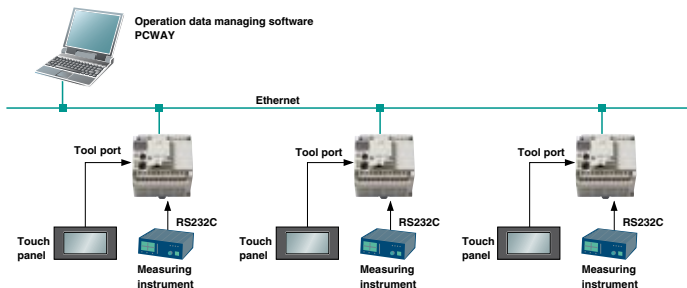 Operation data managing software
PCWAY
Ethernet
Tool port
Tool port
Tool port
RS232C
RS232C
RS232C
Touch
panel
Touch
panel
Touch
panel
Measuring
instrument
Measuring
instrument
Measuring
instrument